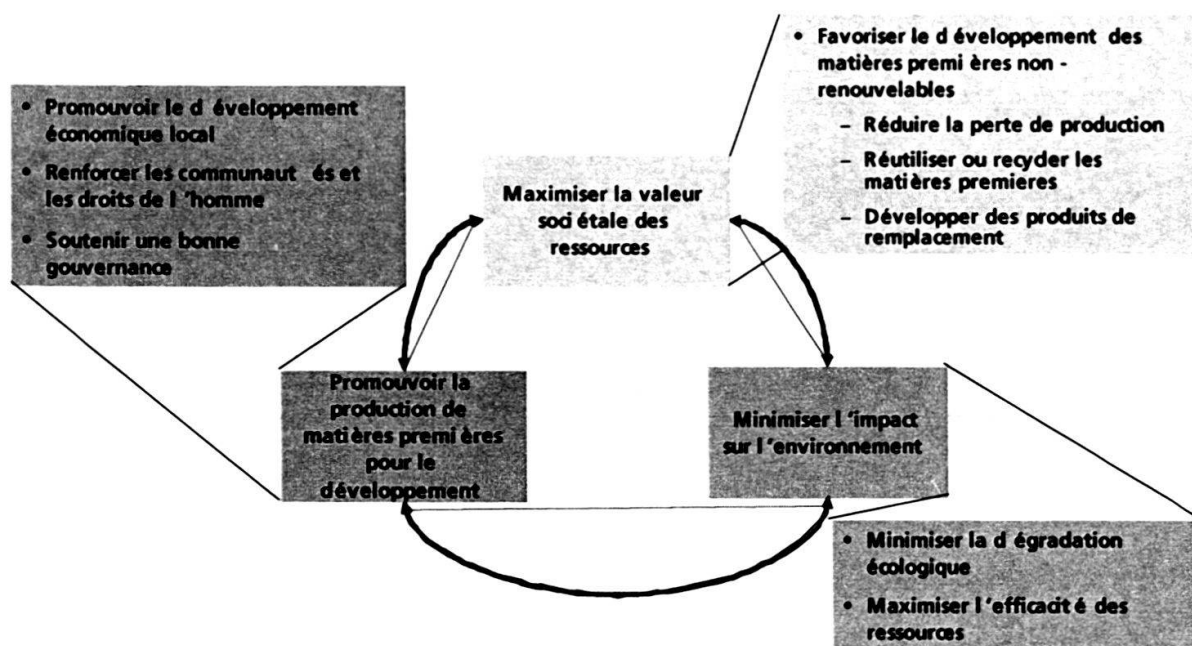 • Promouvoir le d éveloppement
économique local
• Renforcer les communaut és et
les droits de l 'homme
• Soutenir une bonne
gouvernance
Maximiser la valeur
soci étale des
ressources
• Favoriser le d éveloppement des
matières premi ères non -
renouvelables
– Réduire la perte de production
– Réutiliser ou recycler les
matières premieres
– Développer des produits de
remplacement
Promouvoir la
production de
matières premi ères
pour le
développement
Minimiser l 'impact
sur l 'environnement
• Minimiser la d égradation
écologique
• Maximiser l 'efficacit é des
ressources